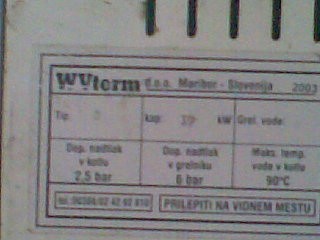 WVterm d.o.o. Maribor - Slovenija 2003
Tip: kap: kW Grel. voda:
Dop. nadtlak v kotlu 2,5 bar
Dop. nadtlak v grelniku 6 bar
Maks. temp. vode v kotlu 90°C
PRILEPITI NA VIDNEM MESTU